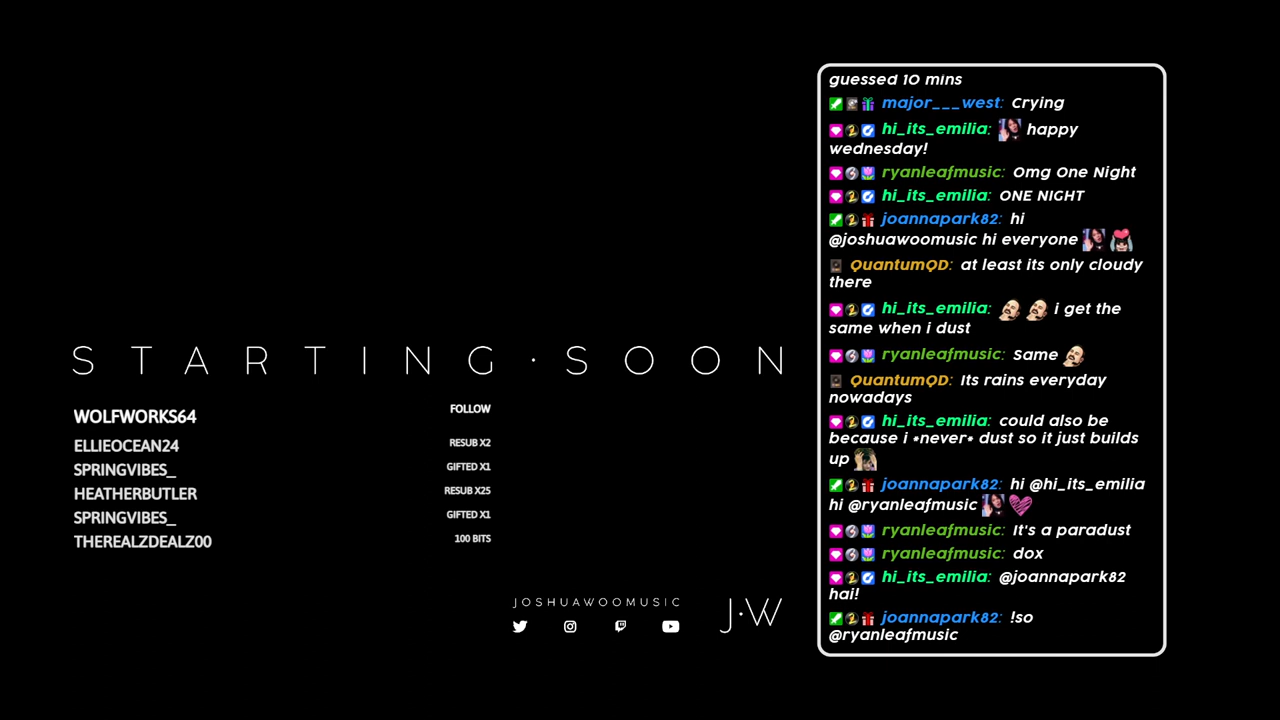 STARTING·SOON
WOLFWORKS64 FOLLOW
ELLIEOCEAN24 RESUB X2
SPRINGVIBES_ GIFTED X1
HEATHERBUTLER RESUB X25
SPRINGVIBES_ GIFTED X1
THEREALZDEALZ00 100 BITS
JOSHUAWOOMUSIC
J·W
guessed 10 mins
major___west: Crying
hi_its_emilia: happy
wednesday!
ryanleafmusic: Omg One Night
hi_its_emilia: ONE NIGHT
joannapark82: hi
@joshuawoomusic hi everyone
QuantumQD: at least its only cloudy
there
hi_its_emilia: i get the
same when i dust
ryanleafmusic: Same
QuantumQD: Its rains everyday
nowadays
hi_its_emilia: could also be
because i *never* dust so it just builds
up
joannapark82: hi @hi_its_emilia
hi @ryanleafmusic
ryanleafmusic: It's a paradust
ryanleafmusic: dox
hi_its_emilia: @joannapark82
hai!
joannapark82: !so
@ryanleafmusic